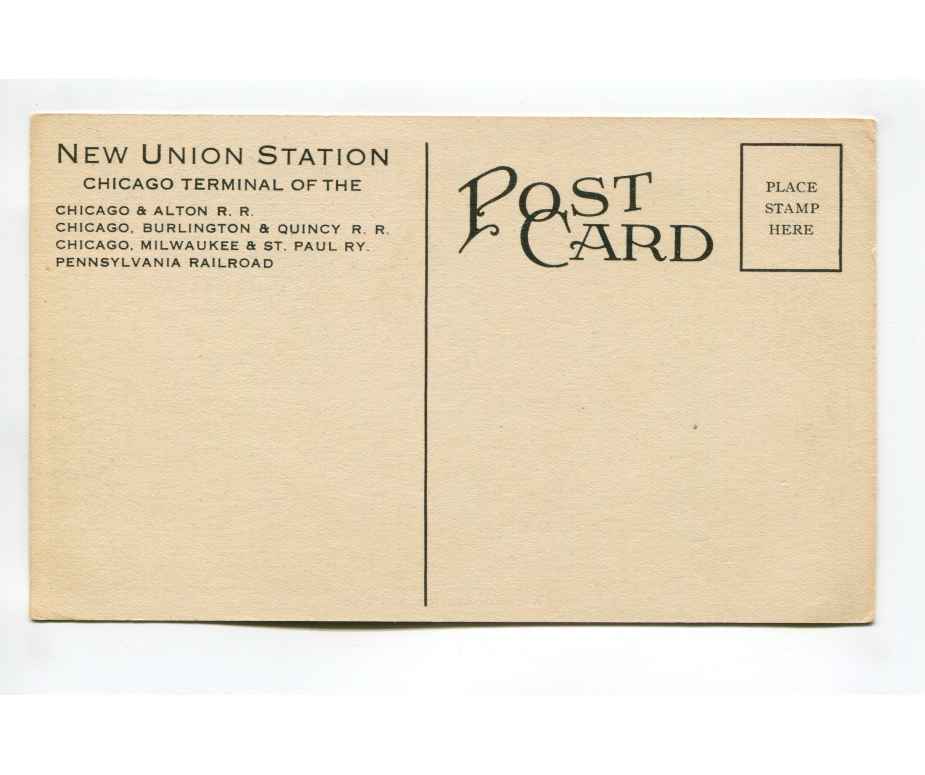 NEW UNION STATION
CHICAGO TERMINAL OF THE
CHICAGO & ALTON R. R.
CHICAGO, BURLINGTON & QUINCY R. R.
CHICAGO, MILWAUKEE & ST. PAUL RY.
PENNSYLVANIA RAILROAD
POST
CARD
PLACE
STAMP
HERE